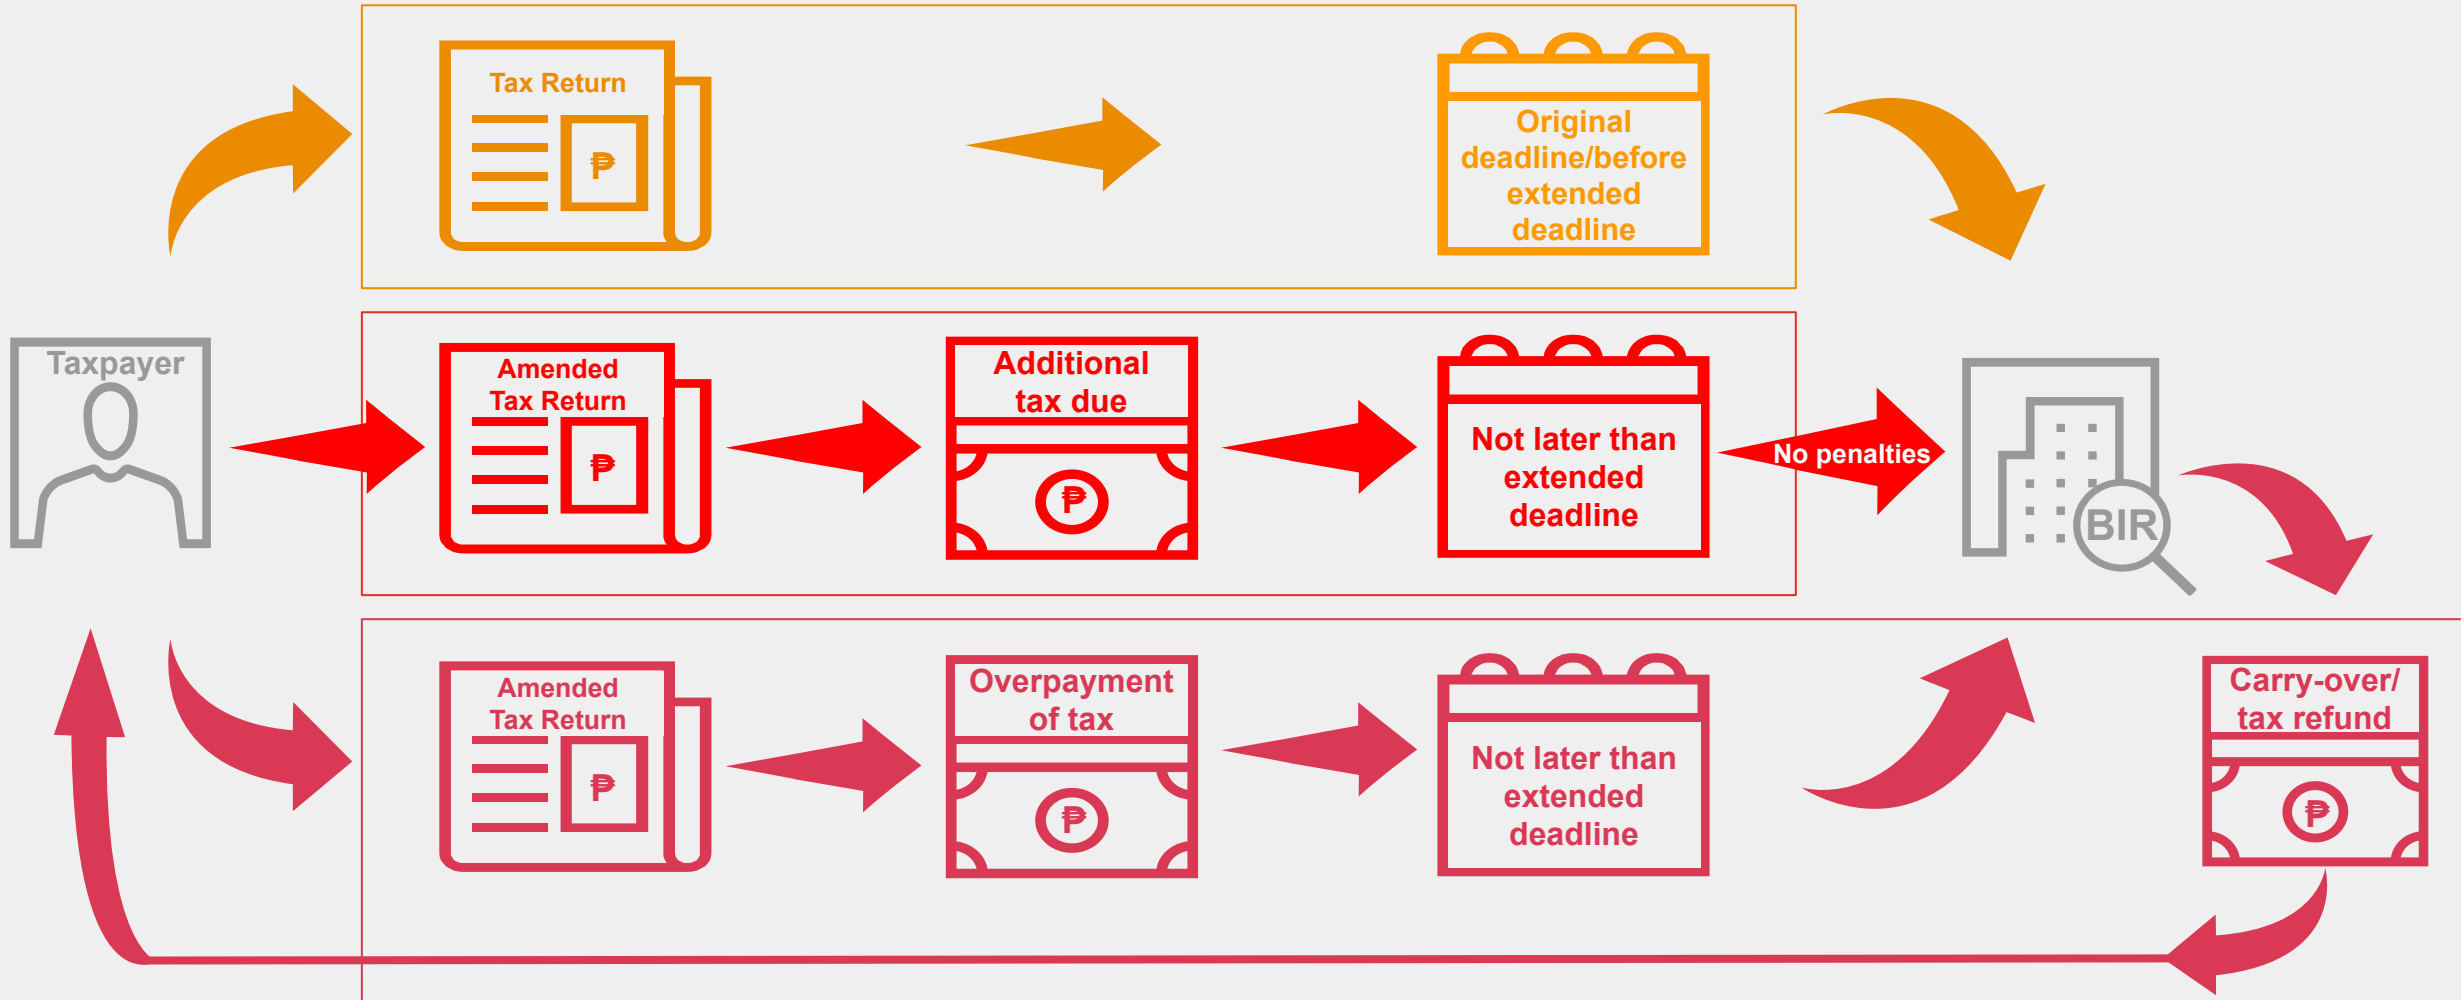 Tax Return
₱
Original
deadline/before
extended
deadline
Taxpayer
Amended
Tax Return
₱
Additional
tax due
₱
Not later than
extended
deadline
No penalties
BIR
Amended
Tax Return
₱
Overpayment
of tax
₱
Not later than
extended
deadline
Carry-over/
tax refund
₱